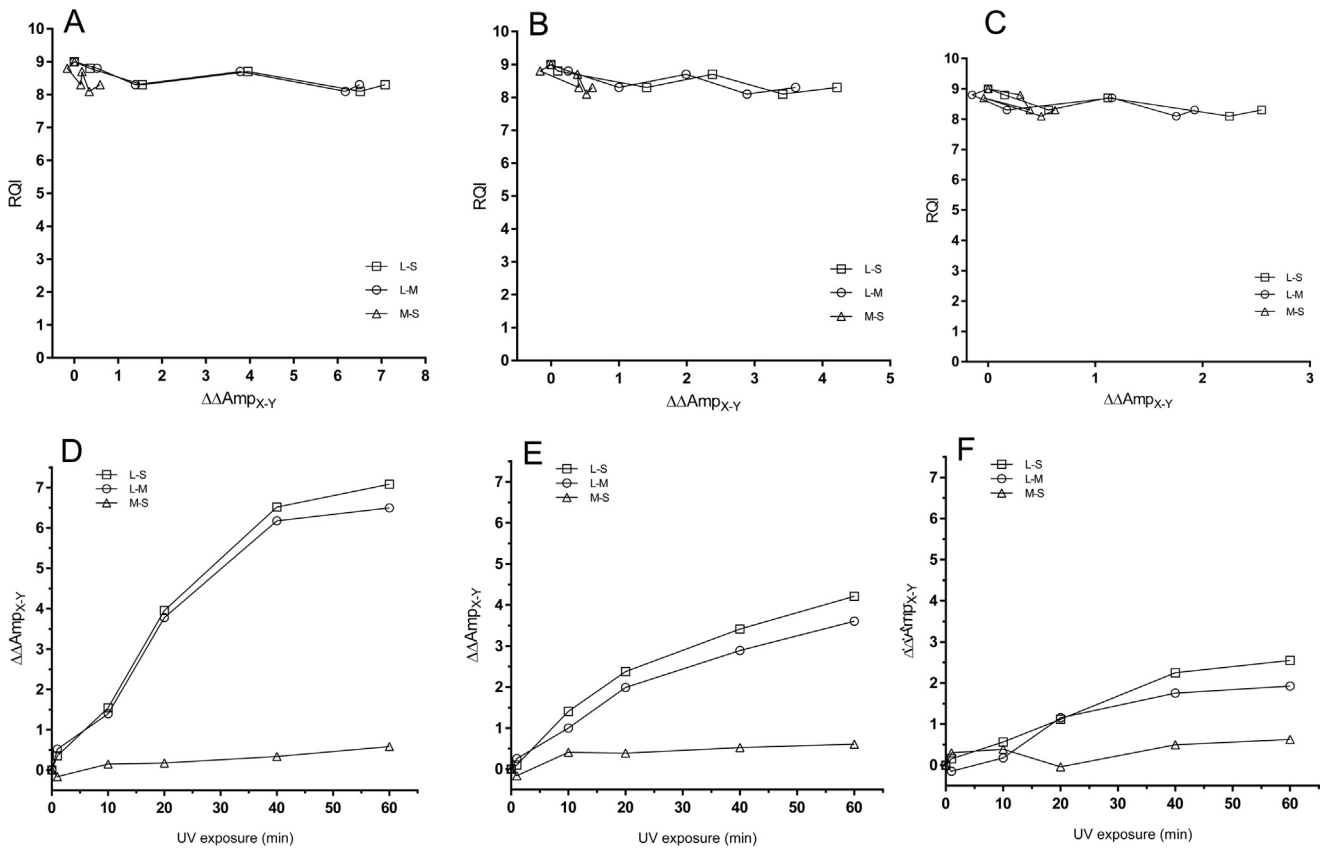 A
10
9
8
7
6
5
4
3
2
1
0
RQI
0 1 2 3 4 5 6 7 8
ΔΔAmpX-Y
L-S
L-M
M-S
B
10
9
8
7
6
5
4
3
2
1
0
RQI
0 1 2 3 4 5
ΔΔAmpX-Y
L-S
L-M
M-S
C
10
9
8
7
6
5
4
3
2
1
0
RQI
0 1 2 3
ΔΔAmpX-Y
L-S
L-M
M-S
D
L-S
L-M
M-S
7
6
5
4
3
2
1
0
ΔΔAmpX-Y
0 10 20 30 40 50 60
UV exposure (min)
E
L-S
L-M
M-S
7
6
5
4
3
2
1
0
ΔΔAmpX-Y
0 10 20 30 40 50 60
UV exposure (min)
F
L-S
L-M
M-S
7
6
5
4
3
2
1
0
ΔΔAmpX-Y
0 10 20 30 40 50 60
UV exposure (min)